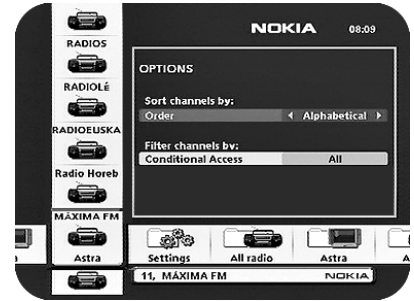 NOKIA 08:09
RADIOS
OPTIONS
RADIOLÉ
Sort channels by:
Order Alphabetical
RADIOEUSKA
Filter channels by:
Conditional Access All
Radio Horeb
MÁXIMA FM
Astra Settings All radio Astra
11, MÁXIMA FM NOKIA